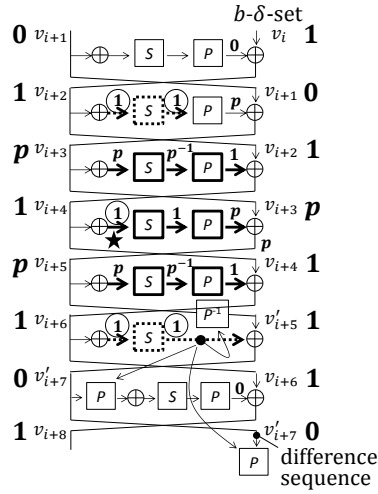 b-δ-set
0 v_{i+1} S P 0 v_i 1
1 v_{i+2} 1 S 1 P p v_{i+1} 0
p v_{i+3} p S p^{-1} P 1 v_{i+2} 1
1 v_{i+4} 1 S 1 P p v_{i+3} p
★ p
p v_{i+5} p S p^{-1} P 1 v_{i+4} 1
P^{-1}
1 v_{i+6} 1 S 1 v'_{i+5} 1
0 v'_{i+7} P S P 0 v_{i+6} 1
1 v_{i+8} v'_{i+7} 0
P difference
sequence